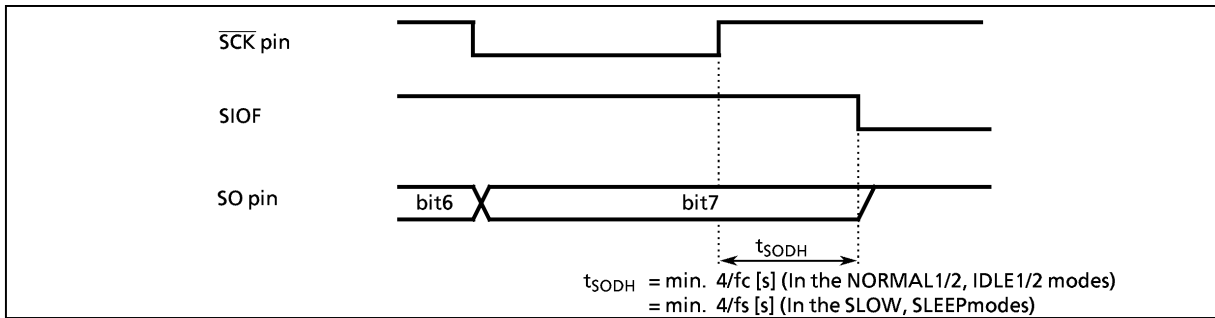 SCK pin
SIOF
SO pin
bit6
bit7
tSODH
tSODH = min. 4/fc [s] (In the NORMAL1/2, IDLE1/2 modes)
= min. 4/fs [s] (In the SLOW, SLEEPmodes)